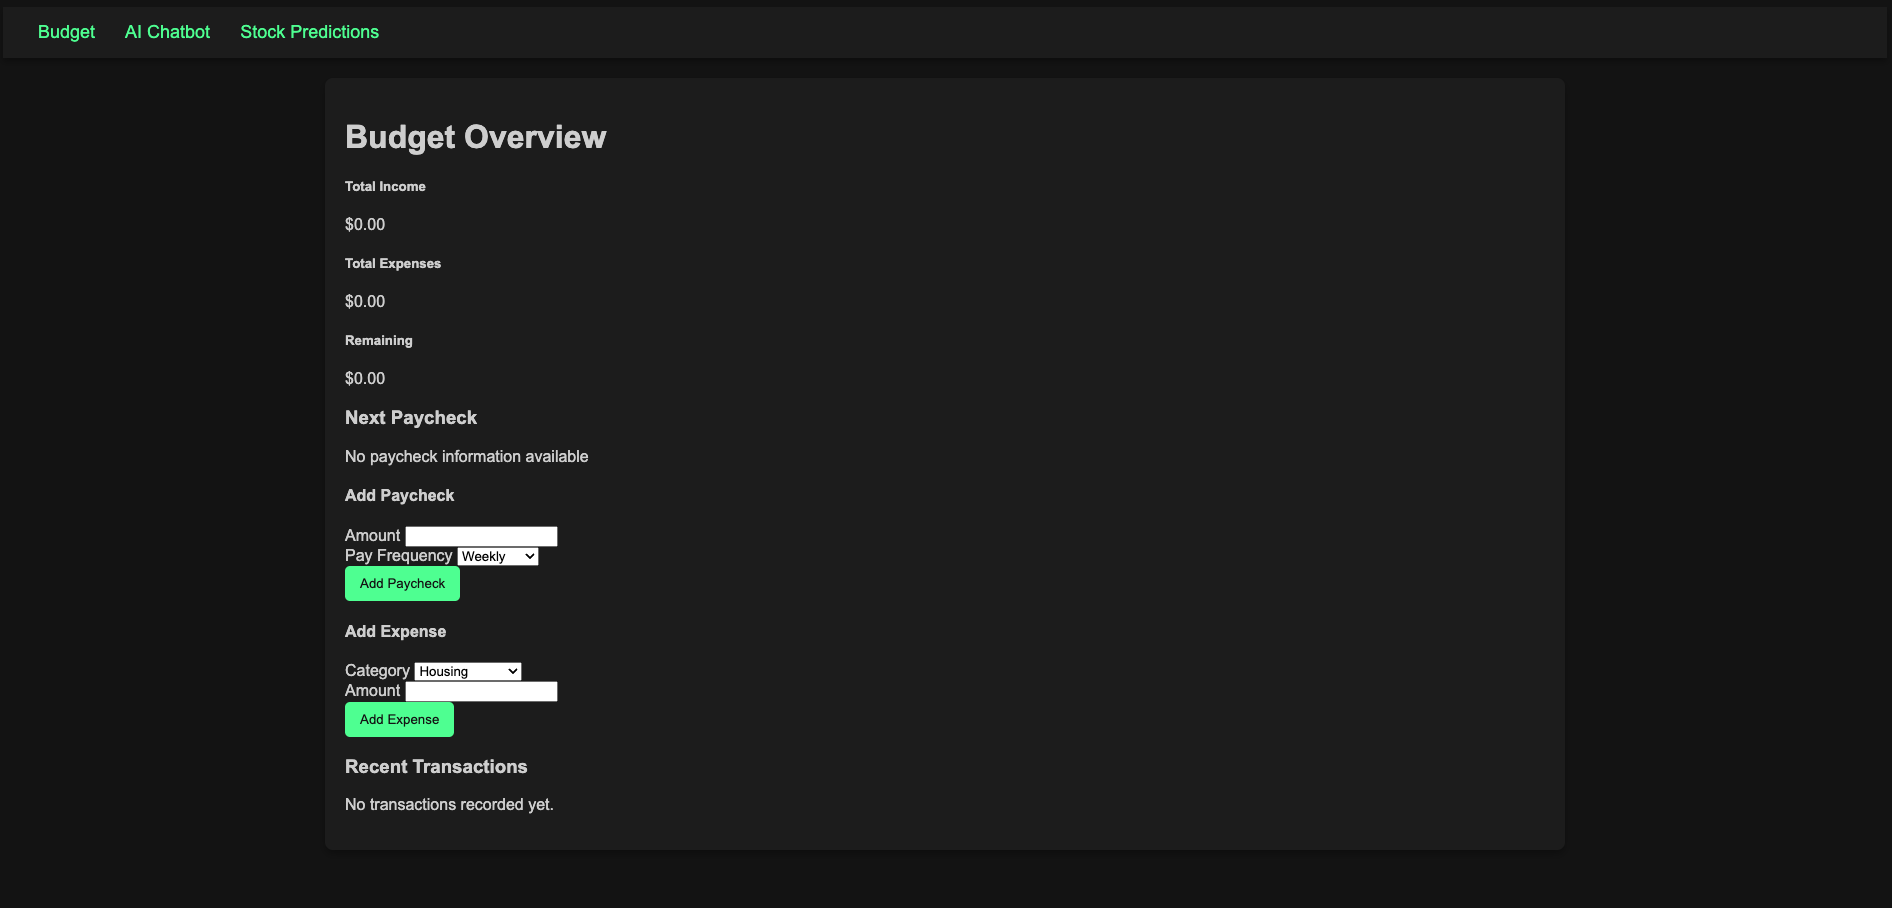 Budget AI Chatbot Stock Predictions
Budget Overview
Total Income
$0.00
Total Expenses
$0.00
Remaining
$0.00
Next Paycheck
No paycheck information available
Add Paycheck
Amount
Pay Frequency Weekly
Add Paycheck
Add Expense
Category Housing
Amount
Add Expense
Recent Transactions
No transactions recorded yet.